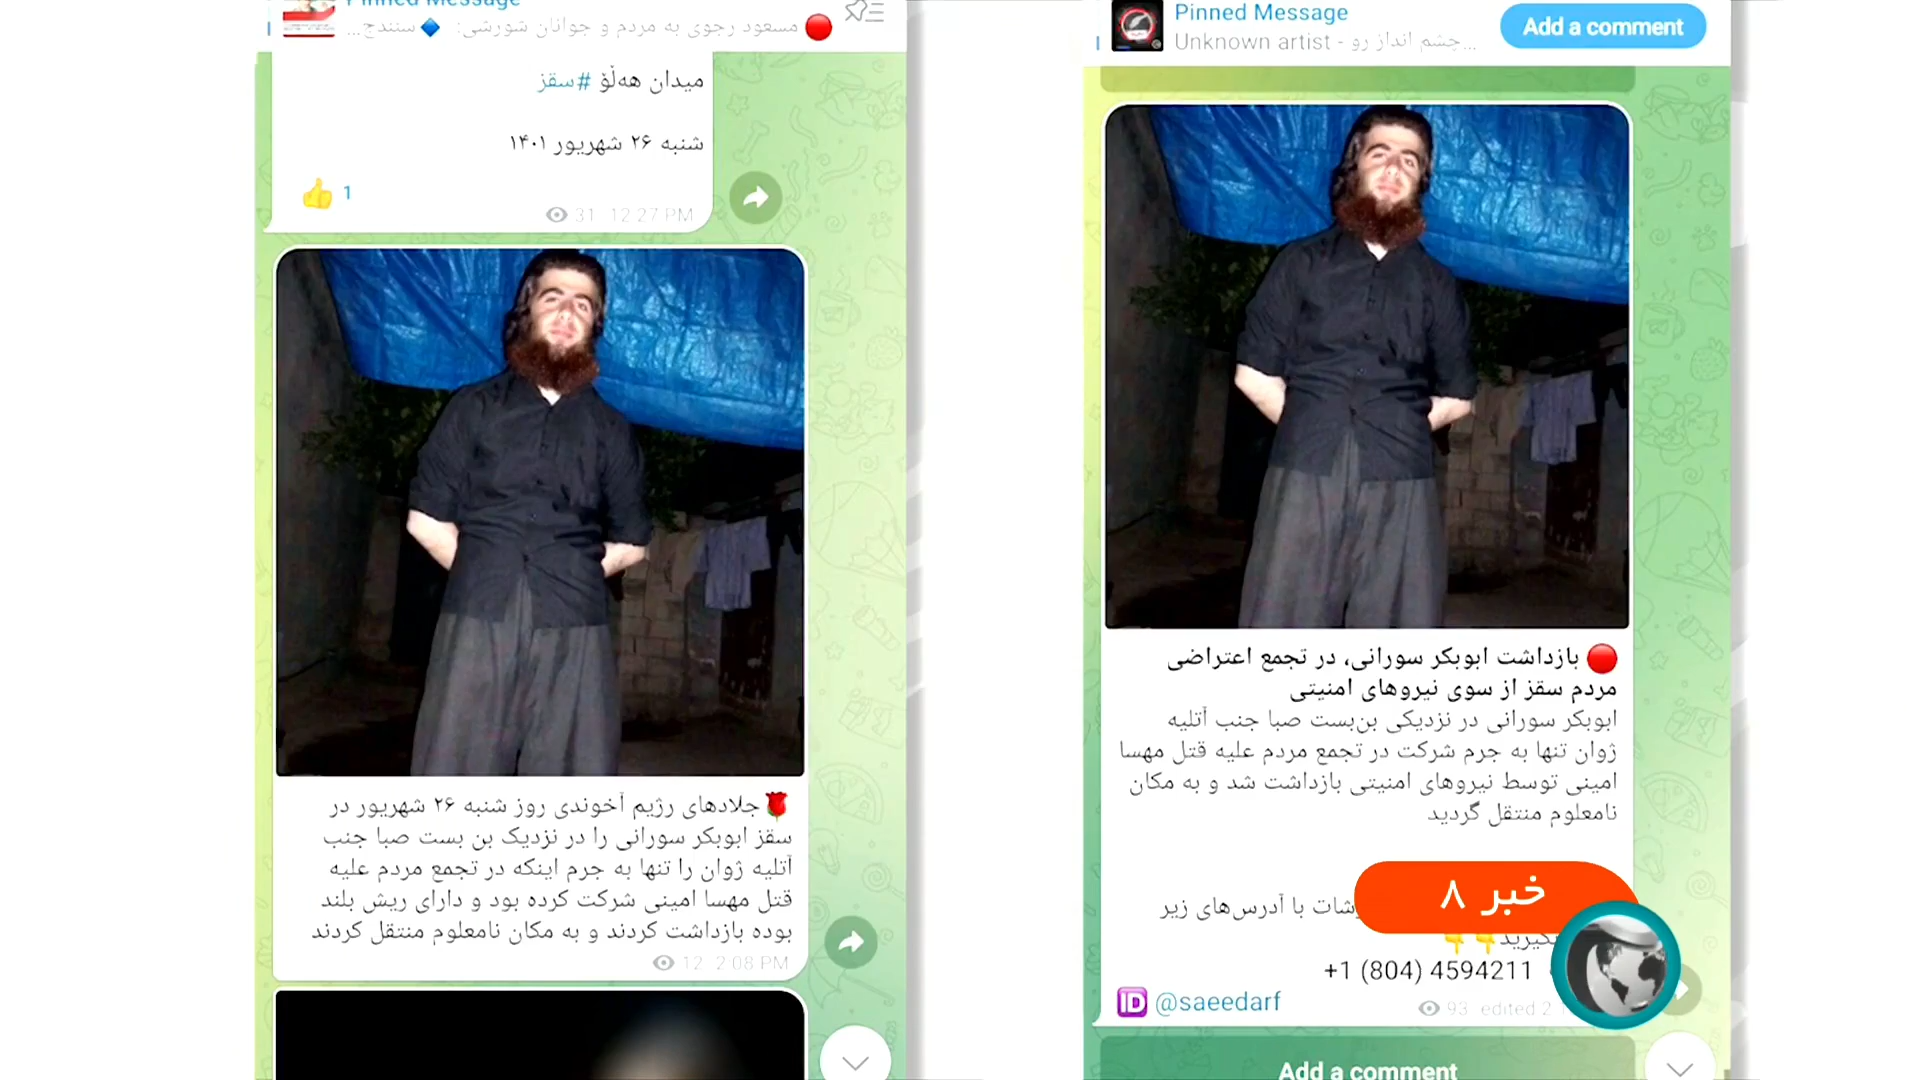 Pinned Message
مسعود رجوی به مردم و جوانان شورشی: 🔷 سنندج...
میدان هەڵۆ #سقز
شنبه ۲۶ شهریور ۱۴۰۱
1
31 12:27 PM
🌹جلادهای رژیم آخوندی روز شنبه ۲۶ شهریور در
سقز ابوبکر سورانی را در نزدیک بن بست صبا جنب
آتلیه ژوان را تنها به جرم اینکه در تجمع مردم علیه
قتل مهسا امینی شرکت کرده بود و دارای ریش بلند
بوده بازداشت کردند و به مکان نامعلوم منتقل کردند
12 2:08 PM
Pinned Message
Unknown artist - چشم انداز رو...
Add a comment
🔴 بازداشت ابوبکر سورانی، در تجمع اعتراضی
مردم سقز از سوی نیروهای امنیتی
ابوبکر سورانی در نزدیکی بن‌بست صبا جنب آتلیه
ژوان تنها به جرم شرکت در تجمع مردم علیه قتل مهسا
امینی توسط نیروهای امنیتی بازداشت شد و به مکان
نامعلوم منتقل گردید
با آدرس‌های زیر
+1 (804) 4594211
🆔 @saeedarf
93 edited
Add a comment
خبر ۸